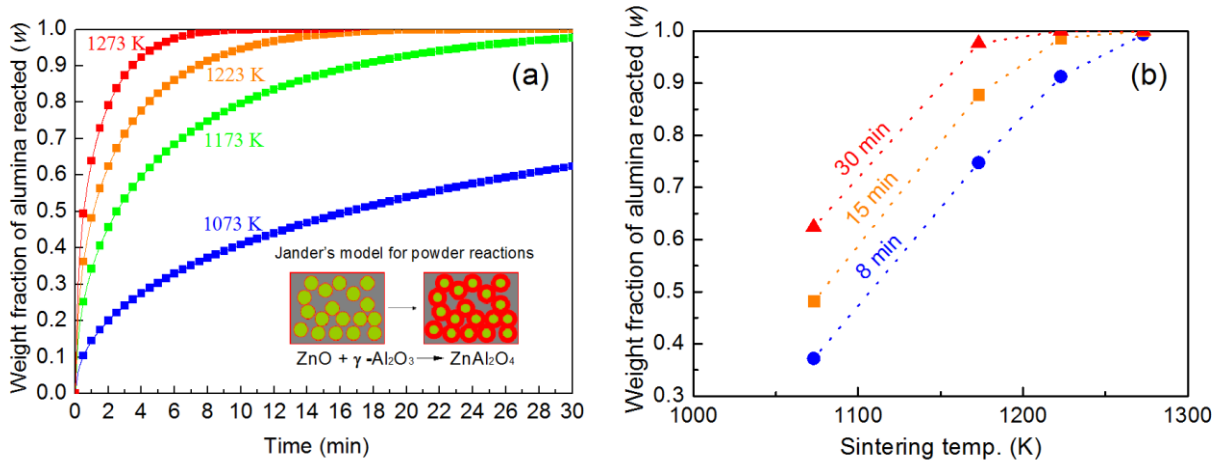 Weight fraction of alumina reacted (w)
1.0
0.9
0.8
0.7
0.6
0.5
0.4
0.3
0.2
0.1
0.0
(a)
1273 K
1223 K
1173 K
1073 K
Jander's model for powder reactions
ZnO + γ -Al₂O₃ → ZnAl₂O₄
0 2 4 6 8 10 12 14 16 18 20 22 24 26 28 30
Time (min)
Weight fraction of alumina reacted (w)
1.0
0.9
0.8
0.7
0.6
0.5
0.4
0.3
(b)
30 min
15 min
8 min
1000 1100 1200 1300
Sintering temp. (K)